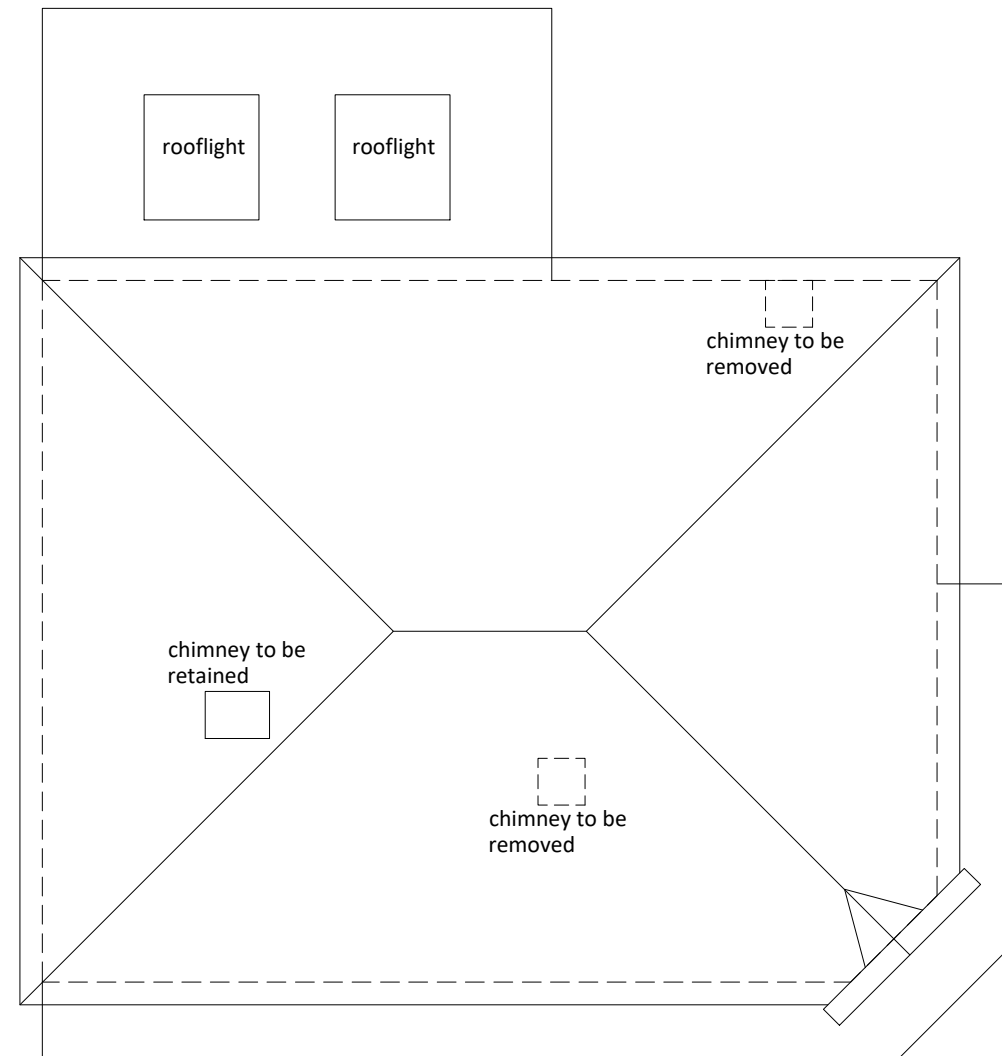 rooflight
rooflight
chimney to be
removed
chimney to be
retained
chimney to be
removed